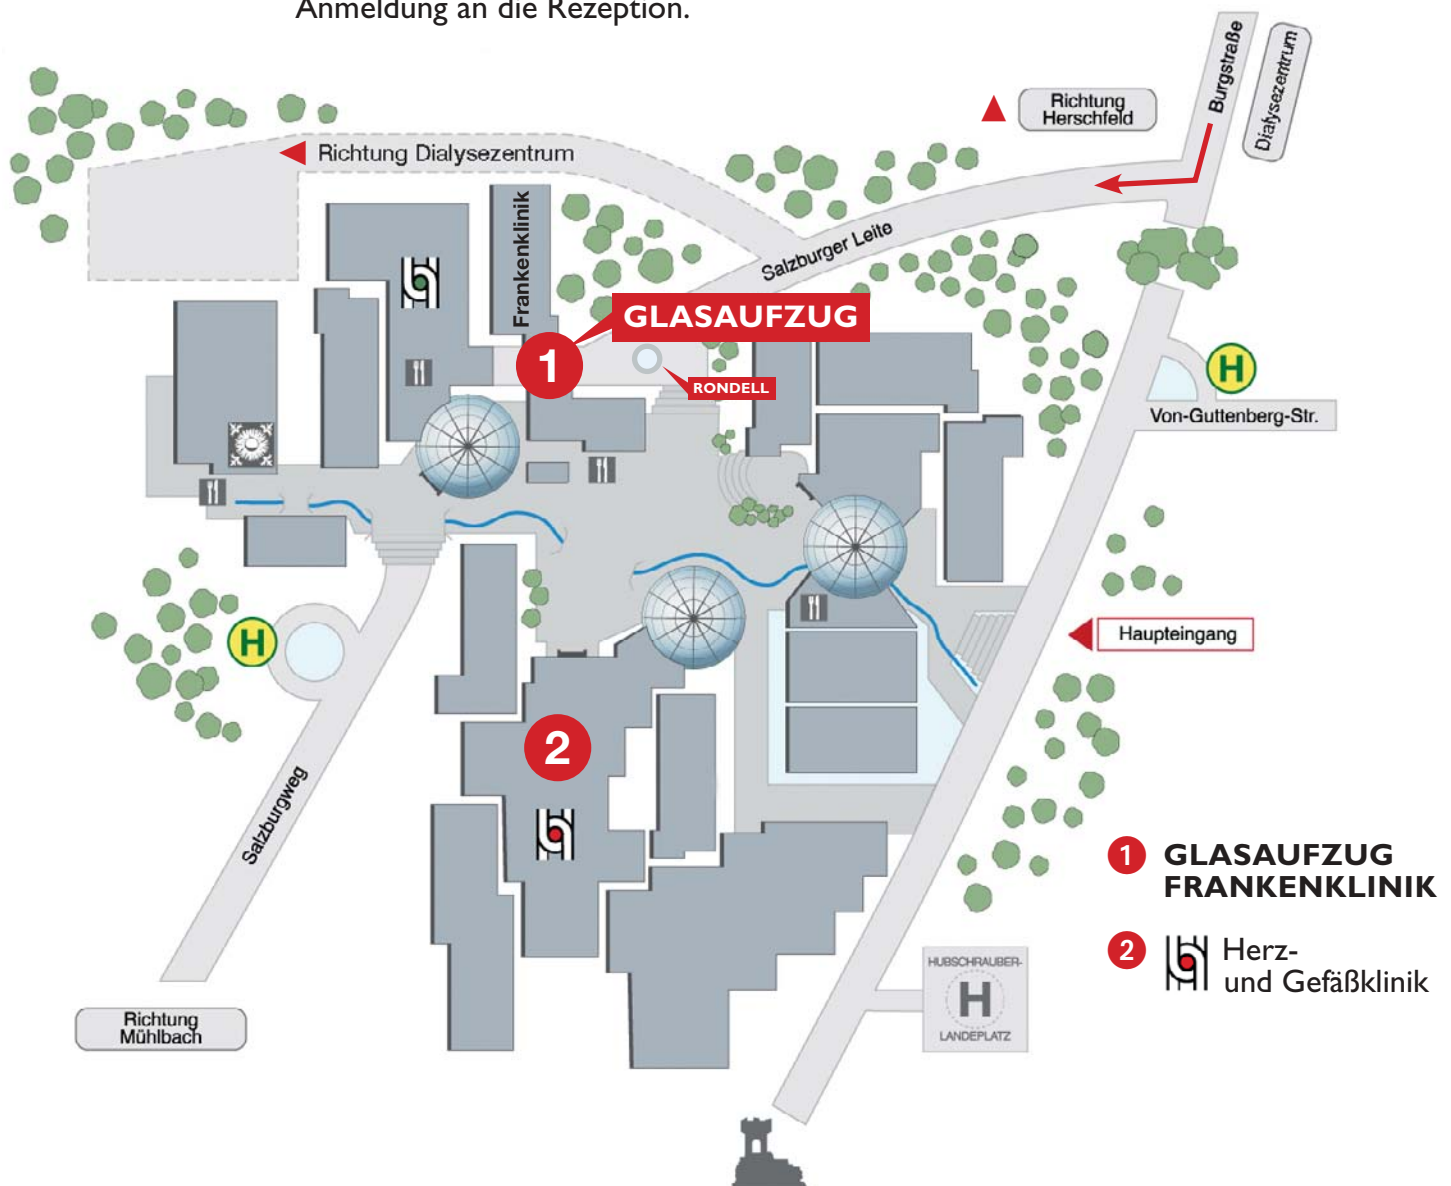 Anmeldung an die Rezeption.
Burgstraße
Dialysezentrum
Richtung
Herschfeld
Richtung Dialysezentrum
Frankenklinik
Salzburger Leite
GLASAUFZUG
1
RONDELL
H
Von-Guttenberg-Str.
H
Haupteingang
2
Salzburgweg
1 GLASAUFZUG
FRANKENKLINIK
2 Herz-
und Gefäßklinik
HUBSCHRAUBER-
H
LANDEPLATZ
Richtung
Mühlbach